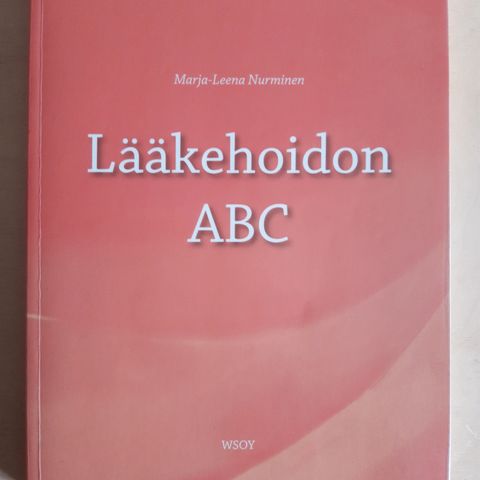 Marja-Leena Nurminen
Lääkehoidon
ABC
WSOY